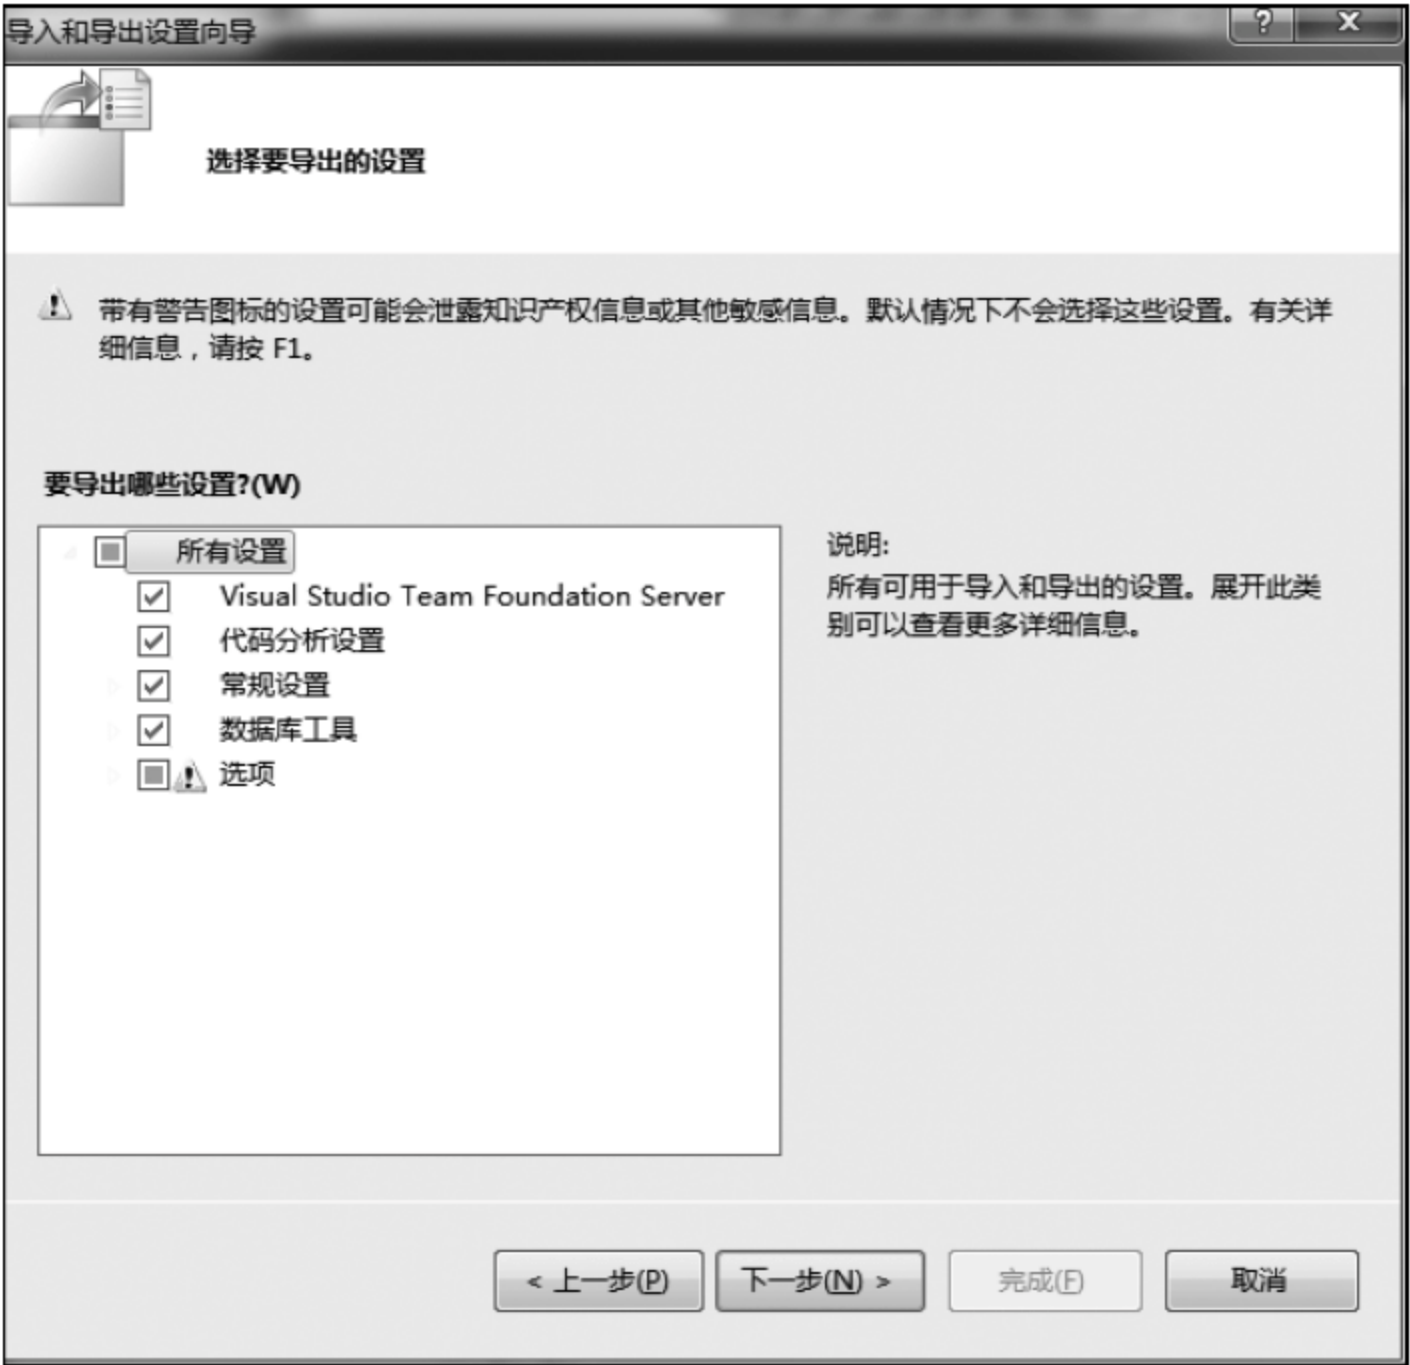 导入和导出设置向导
选择要导出的设置
带有警告图标的设置可能会泄露知识产权信息或其他敏感信息。默认情况下不会选择这些设置。有关详
细信息，请按 F1。
要导出哪些设置?(W)
所有设置
Visual Studio Team Foundation Server
代码分析设置
常规设置
数据库工具
选项
说明:
所有可用于导入和导出的设置。展开此类
别可以查看更多详细信息。
< 上一步(P)
下一步(N) >
完成(F)
取消